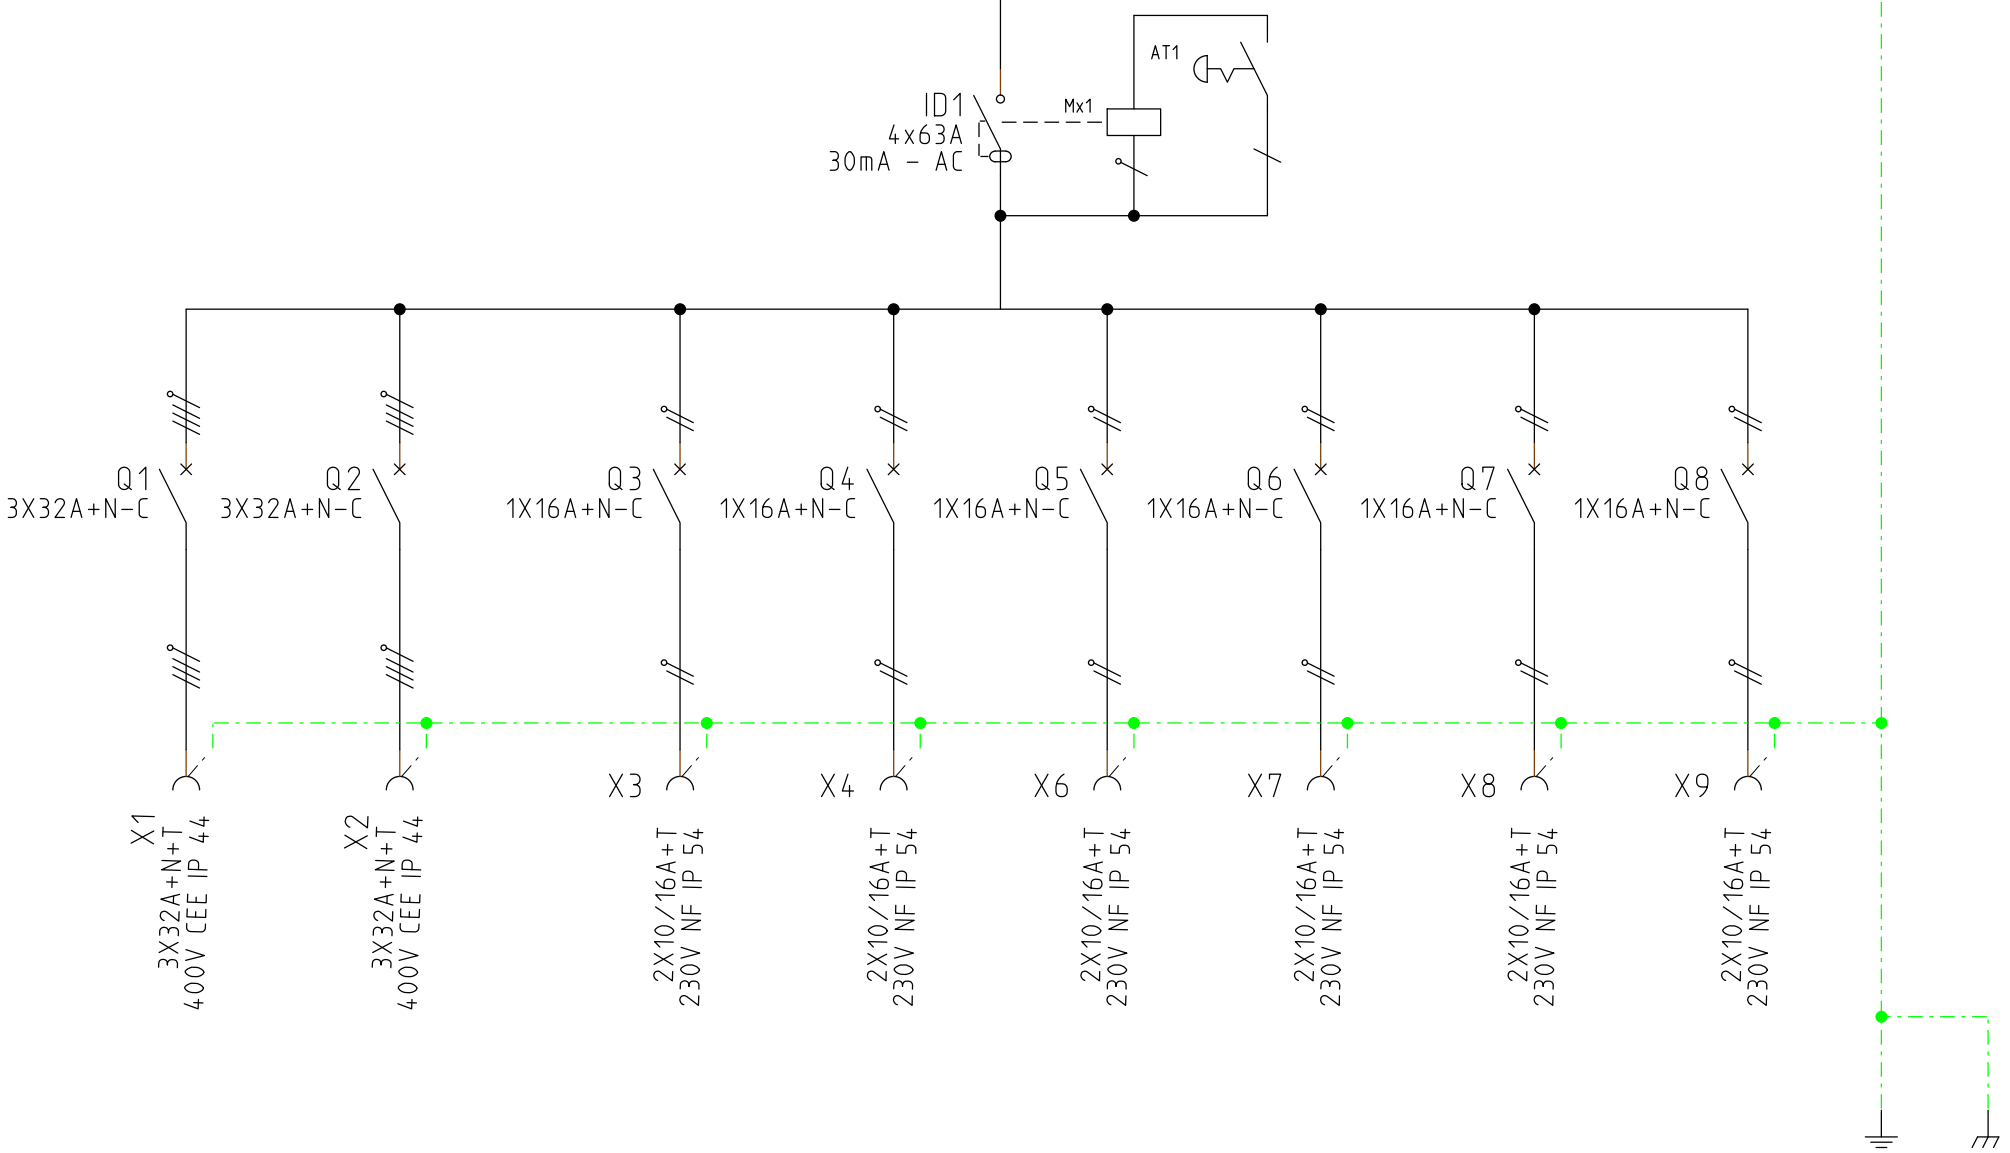 AT1
Mx1
ID1
4x63A
30mA - AC
Q1
3X32A+N-C
Q2
3X32A+N-C
Q3
1X16A+N-C
Q4
1X16A+N-C
Q5
1X16A+N-C
Q6
1X16A+N-C
Q7
1X16A+N-C
Q8
1X16A+N-C
X1
3X32A+N+T
400V CEE IP 44
X2
3X32A+N+T
400V CEE IP 44
X3
2X10/16A+T
230V NF IP 54
X4
2X10/16A+T
230V NF IP 54
X6
2X10/16A+T
230V NF IP 54
X7
2X10/16A+T
230V NF IP 54
X8
2X10/16A+T
230V NF IP 54
X9
2X10/16A+T
230V NF IP 54